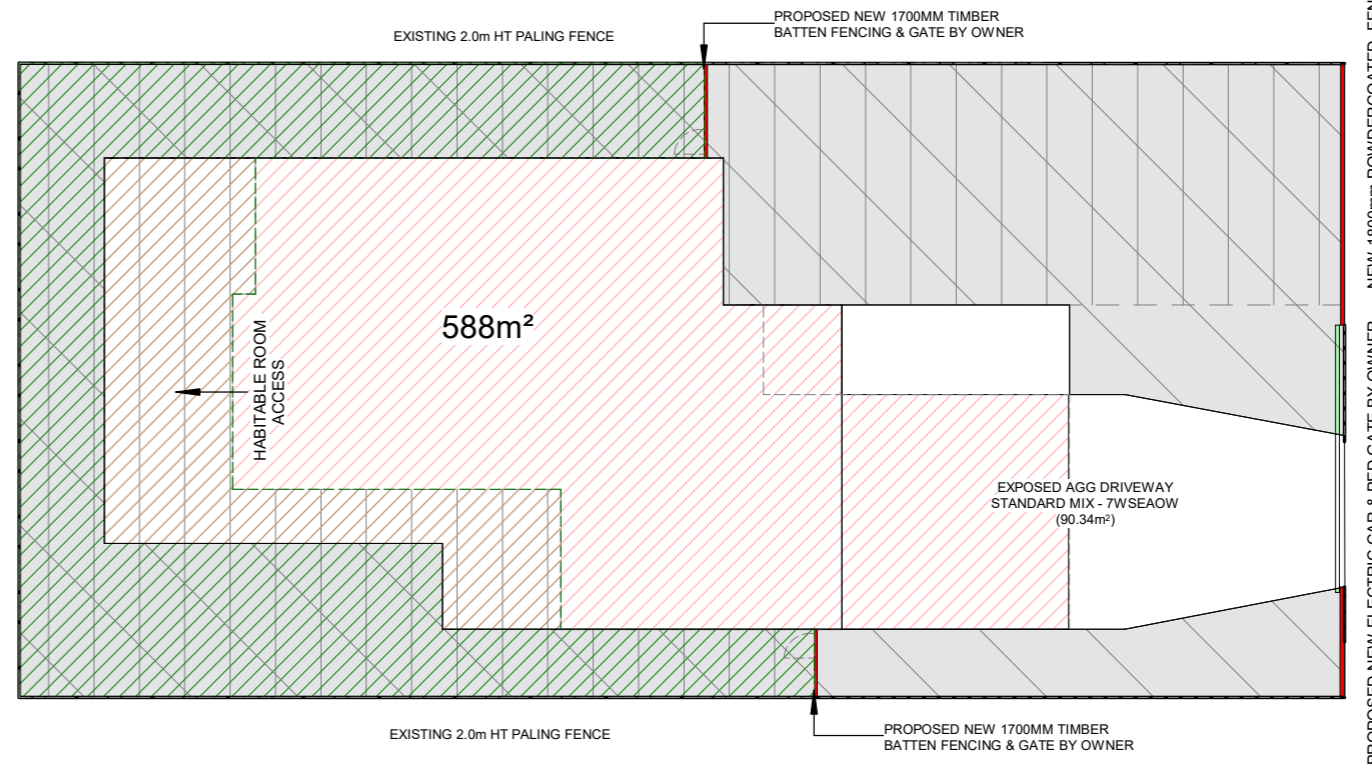 EXISTING 2.0m HT PALING FENCE
PROPOSED NEW 1700MM TIMBER
BATTEN FENCING & GATE BY OWNER
588m²
HABITABLE ROOM
ACCESS
EXPOSED AGG DRIVEWAY
STANDARD MIX - 7WSEAOW
(90.34m²)
EXISTING 2.0m HT PALING FENCE
PROPOSED NEW 1700MM TIMBER
BATTEN FENCING & GATE BY OWNER
PROPOSED NEW ELECTRIC CAR & PED GATE BY OWNER
NEW 1800mm POWDERCOATED